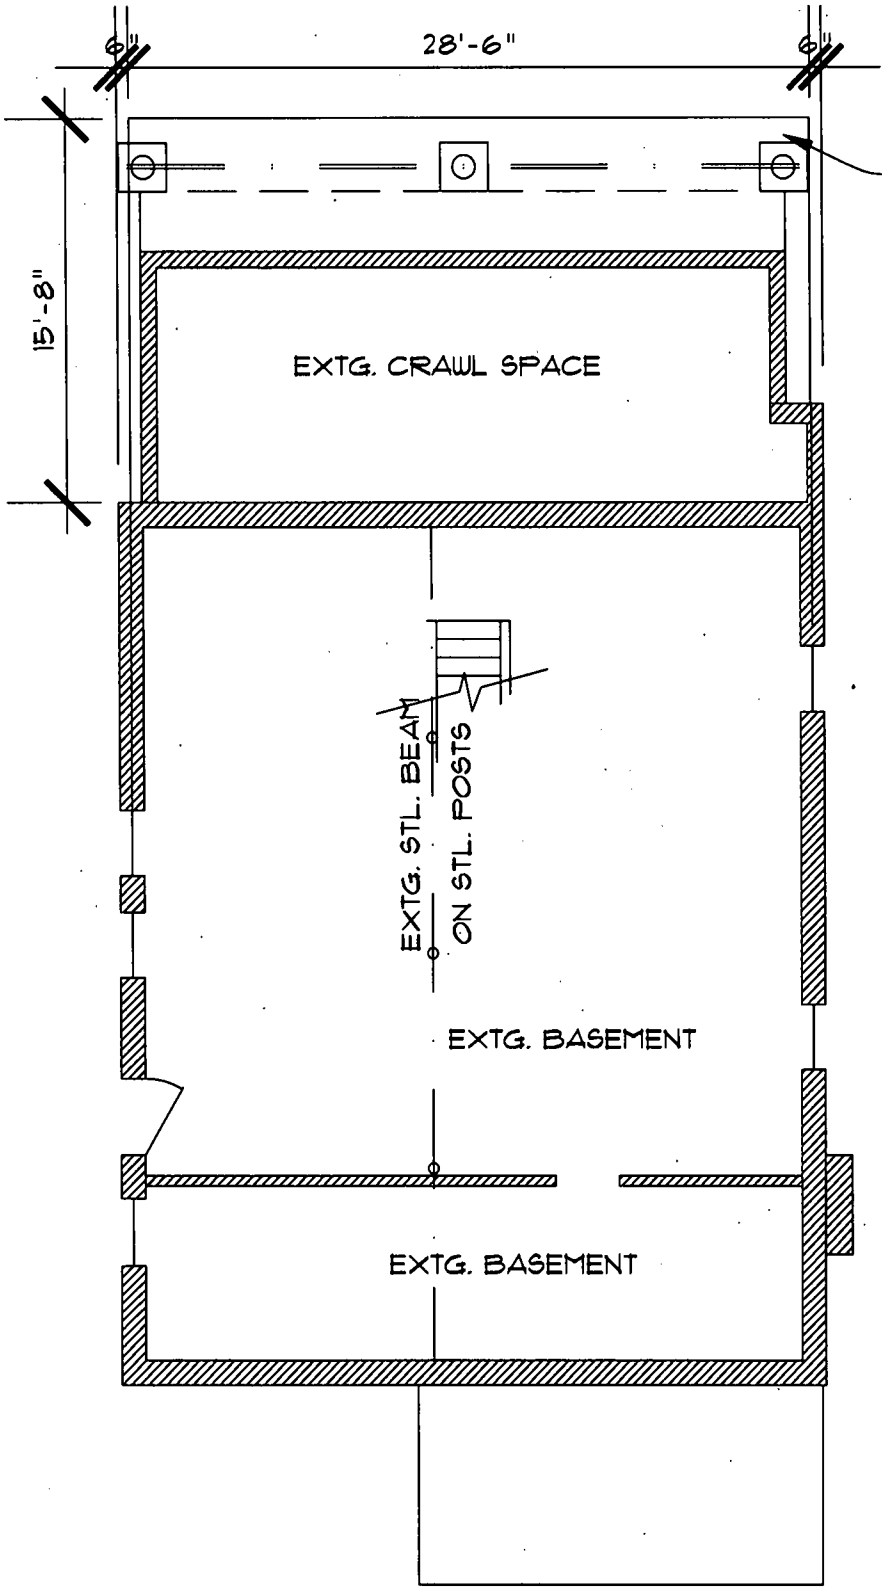 6"
28'-6"
6"
15'-8"
EXTG. CRAWL SPACE
EXTG. STL. BEAM
ON STL. POSTS
EXTG. BASEMENT
EXTG. BASEMENT